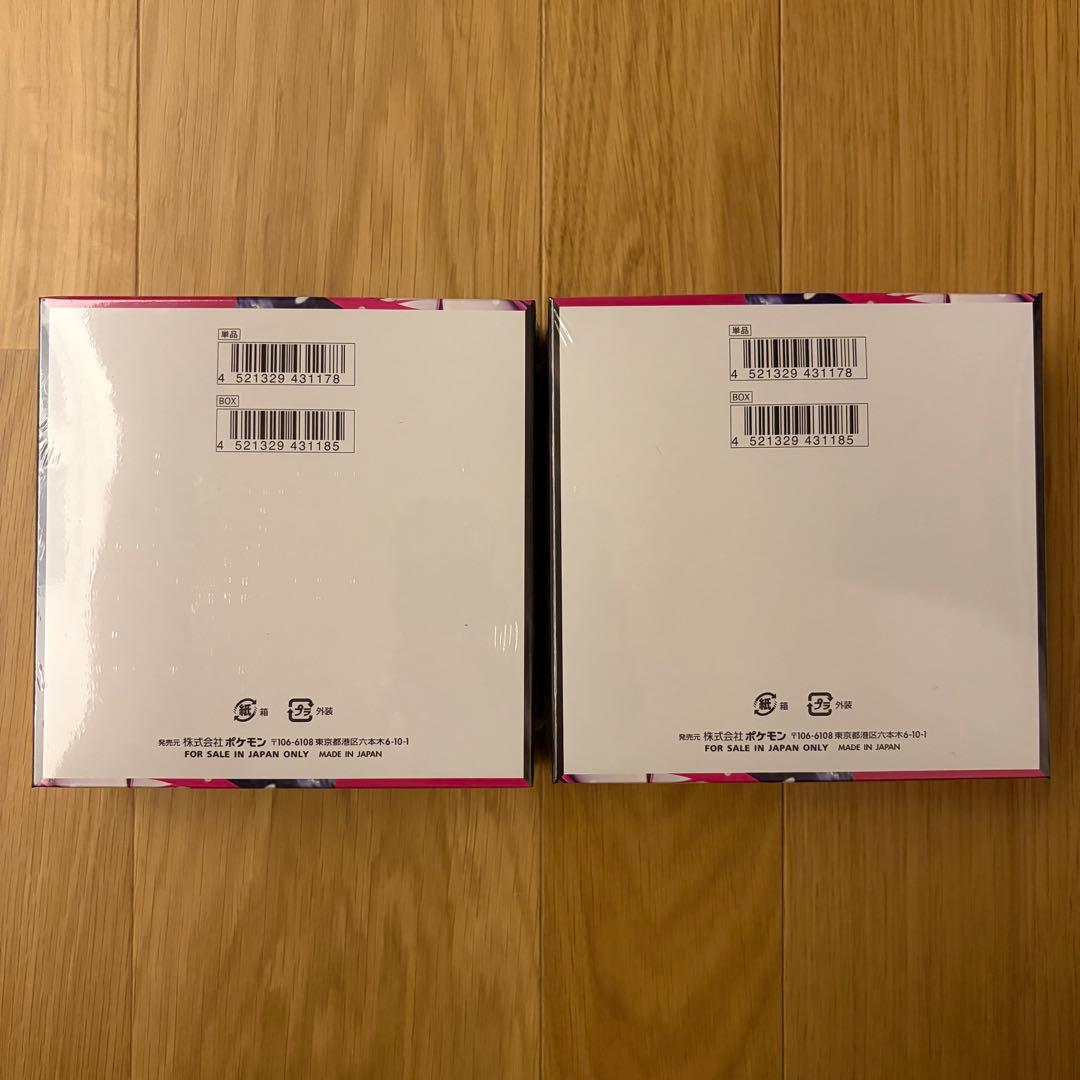 単品
4 521329 431178
BOX
4 521329 431185
紙 箱 プラ 外装
発売元 株式会社ポケモン 〒106-6108 東京都港区六本木6-10-1
FOR SALE IN JAPAN ONLY MADE IN JAPAN
単品
4 521329 431178
BOX
4 521329 431185
紙 箱 プラ 外装
発売元 株式会社ポケモン 〒106-6108 東京都港区六本木6-10-1
FOR SALE IN JAPAN ONLY MADE IN JAPAN